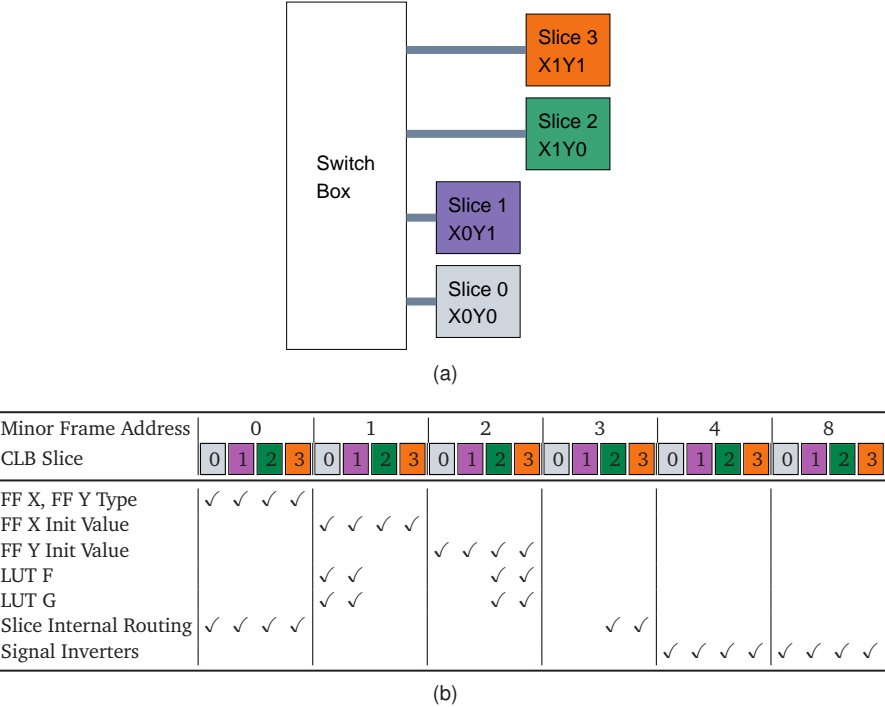 Slice 3
X1Y1
Slice 2
X1Y0
Switch
Box
Slice 1
X0Y1
Slice 0
X0Y0
(a)
Minor Frame Address 0 1 2 3 4 8
CLB Slice 0 1 2 3 0 1 2 3 0 1 2 3 0 1 2 3 0 1 2 3 0 1 2 3
FF X, FF Y Type ✓ ✓ ✓ ✓
FF X Init Value ✓ ✓ ✓ ✓
FF Y Init Value ✓ ✓ ✓ ✓
LUT F ✓ ✓ ✓ ✓
LUT G ✓ ✓ ✓ ✓
Slice Internal Routing ✓ ✓ ✓ ✓ ✓ ✓
Signal Inverters ✓ ✓ ✓ ✓ ✓ ✓ ✓ ✓
(b)